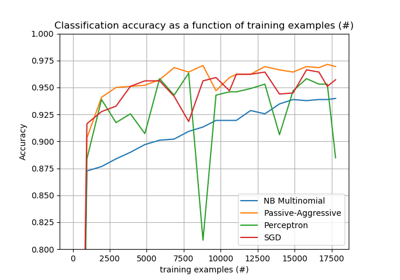 Classification accuracy as a function of training examples (#)
1.000
0.975
0.950
0.925
0.900
0.875
0.850
0.825
0.800
Accuracy
NB Multinomial
Passive-Aggressive
Perceptron
SGD
0 2500 5000 7500 10000 12500 15000 17500
training examples (#)